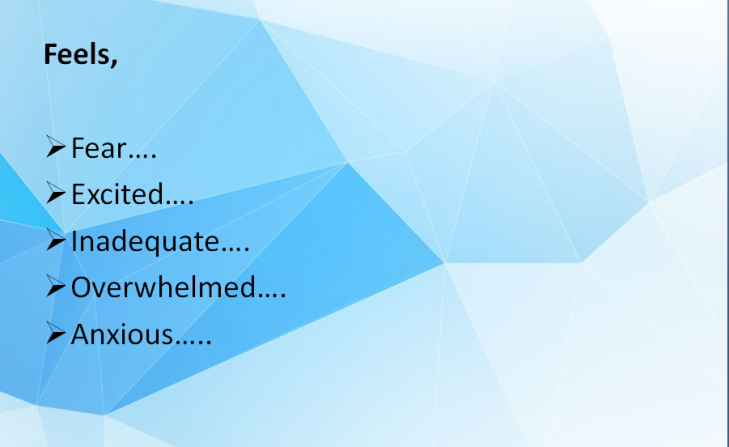 Feels,
➢Fear....
➢Excited....
➢Inadequate....
➢Overwhelmed....
➢Anxious.....